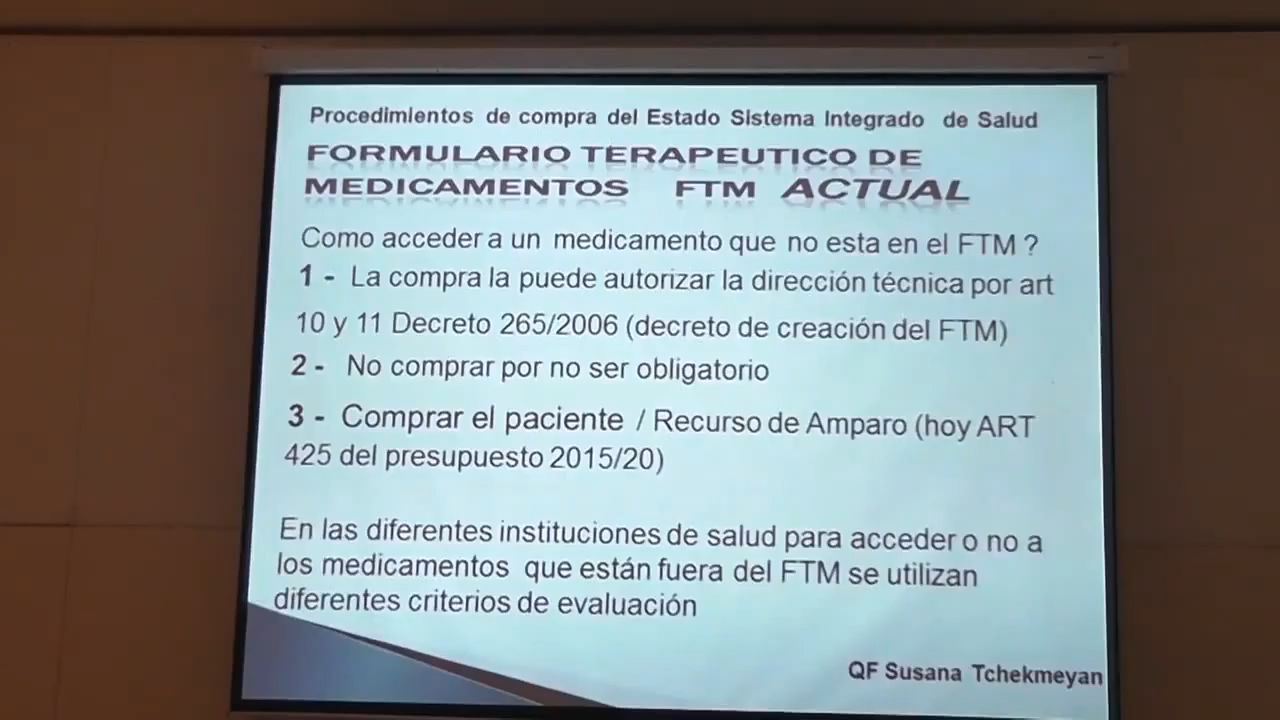 Procedimientos de compra del Estado Sistema Integrado de Salud
FORMULARIO TERAPEUTICO DE
MEDICAMENTOS FTM ACTUAL
Como acceder a un medicamento que no esta en el FTM ?
1 - La compra la puede autorizar la dirección técnica por art
10 y 11 Decreto 265/2006 (decreto de creación del FTM)
2 - No comprar por no ser obligatorio
3 - Comprar el paciente / Recurso de Amparo (hoy ART
425 del presupuesto 2015/20)
En las diferentes instituciones de salud para acceder o no a
los medicamentos que están fuera del FTM se utilizan
diferentes criterios de evaluación
QF Susana Tchekmeyan